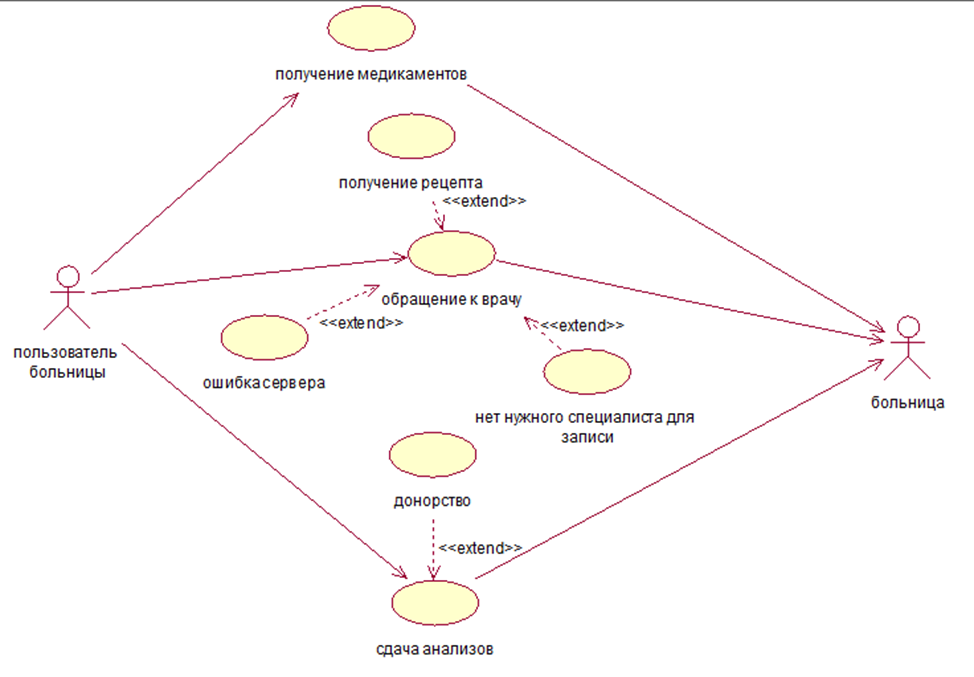 получение медикаментов
получение рецепта
<<extend>>
обращение к врачу
<<extend>>
<<extend>>
пользователь
больницы
ошибка сервера
больница
нет нужного специалиста для
записи
донорство
<<extend>>
сдача анализов